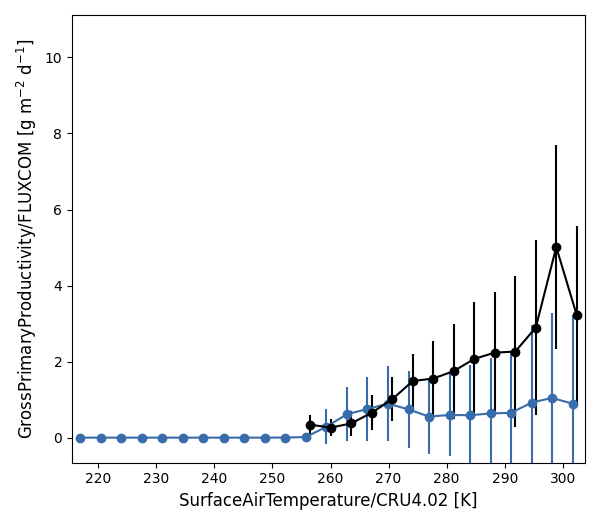 GrossPrimaryProductivity/FLUXCOM [g m⁻² d⁻¹]
10
8
6
4
2
0
220 230 240 250 260 270 280 290 300
SurfaceAirTemperature/CRU4.02 [K]